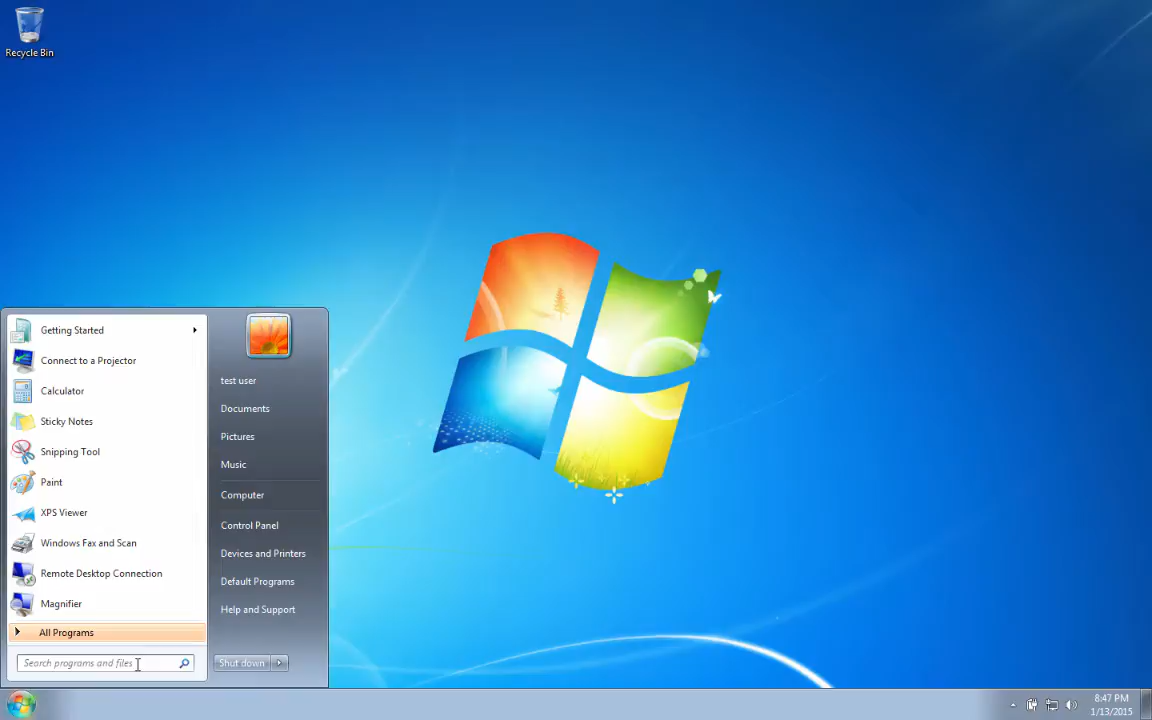 Recycle Bin
Getting Started
Connect to a Projector
Calculator
Sticky Notes
Snipping Tool
Paint
XPS Viewer
Windows Fax and Scan
Remote Desktop Connection
Magnifier
All Programs
Search programs and files
test user
Documents
Pictures
Music
Computer
Control Panel
Devices and Printers
Default Programs
Help and Support
Shut down
8:47 PM
1/13/2015